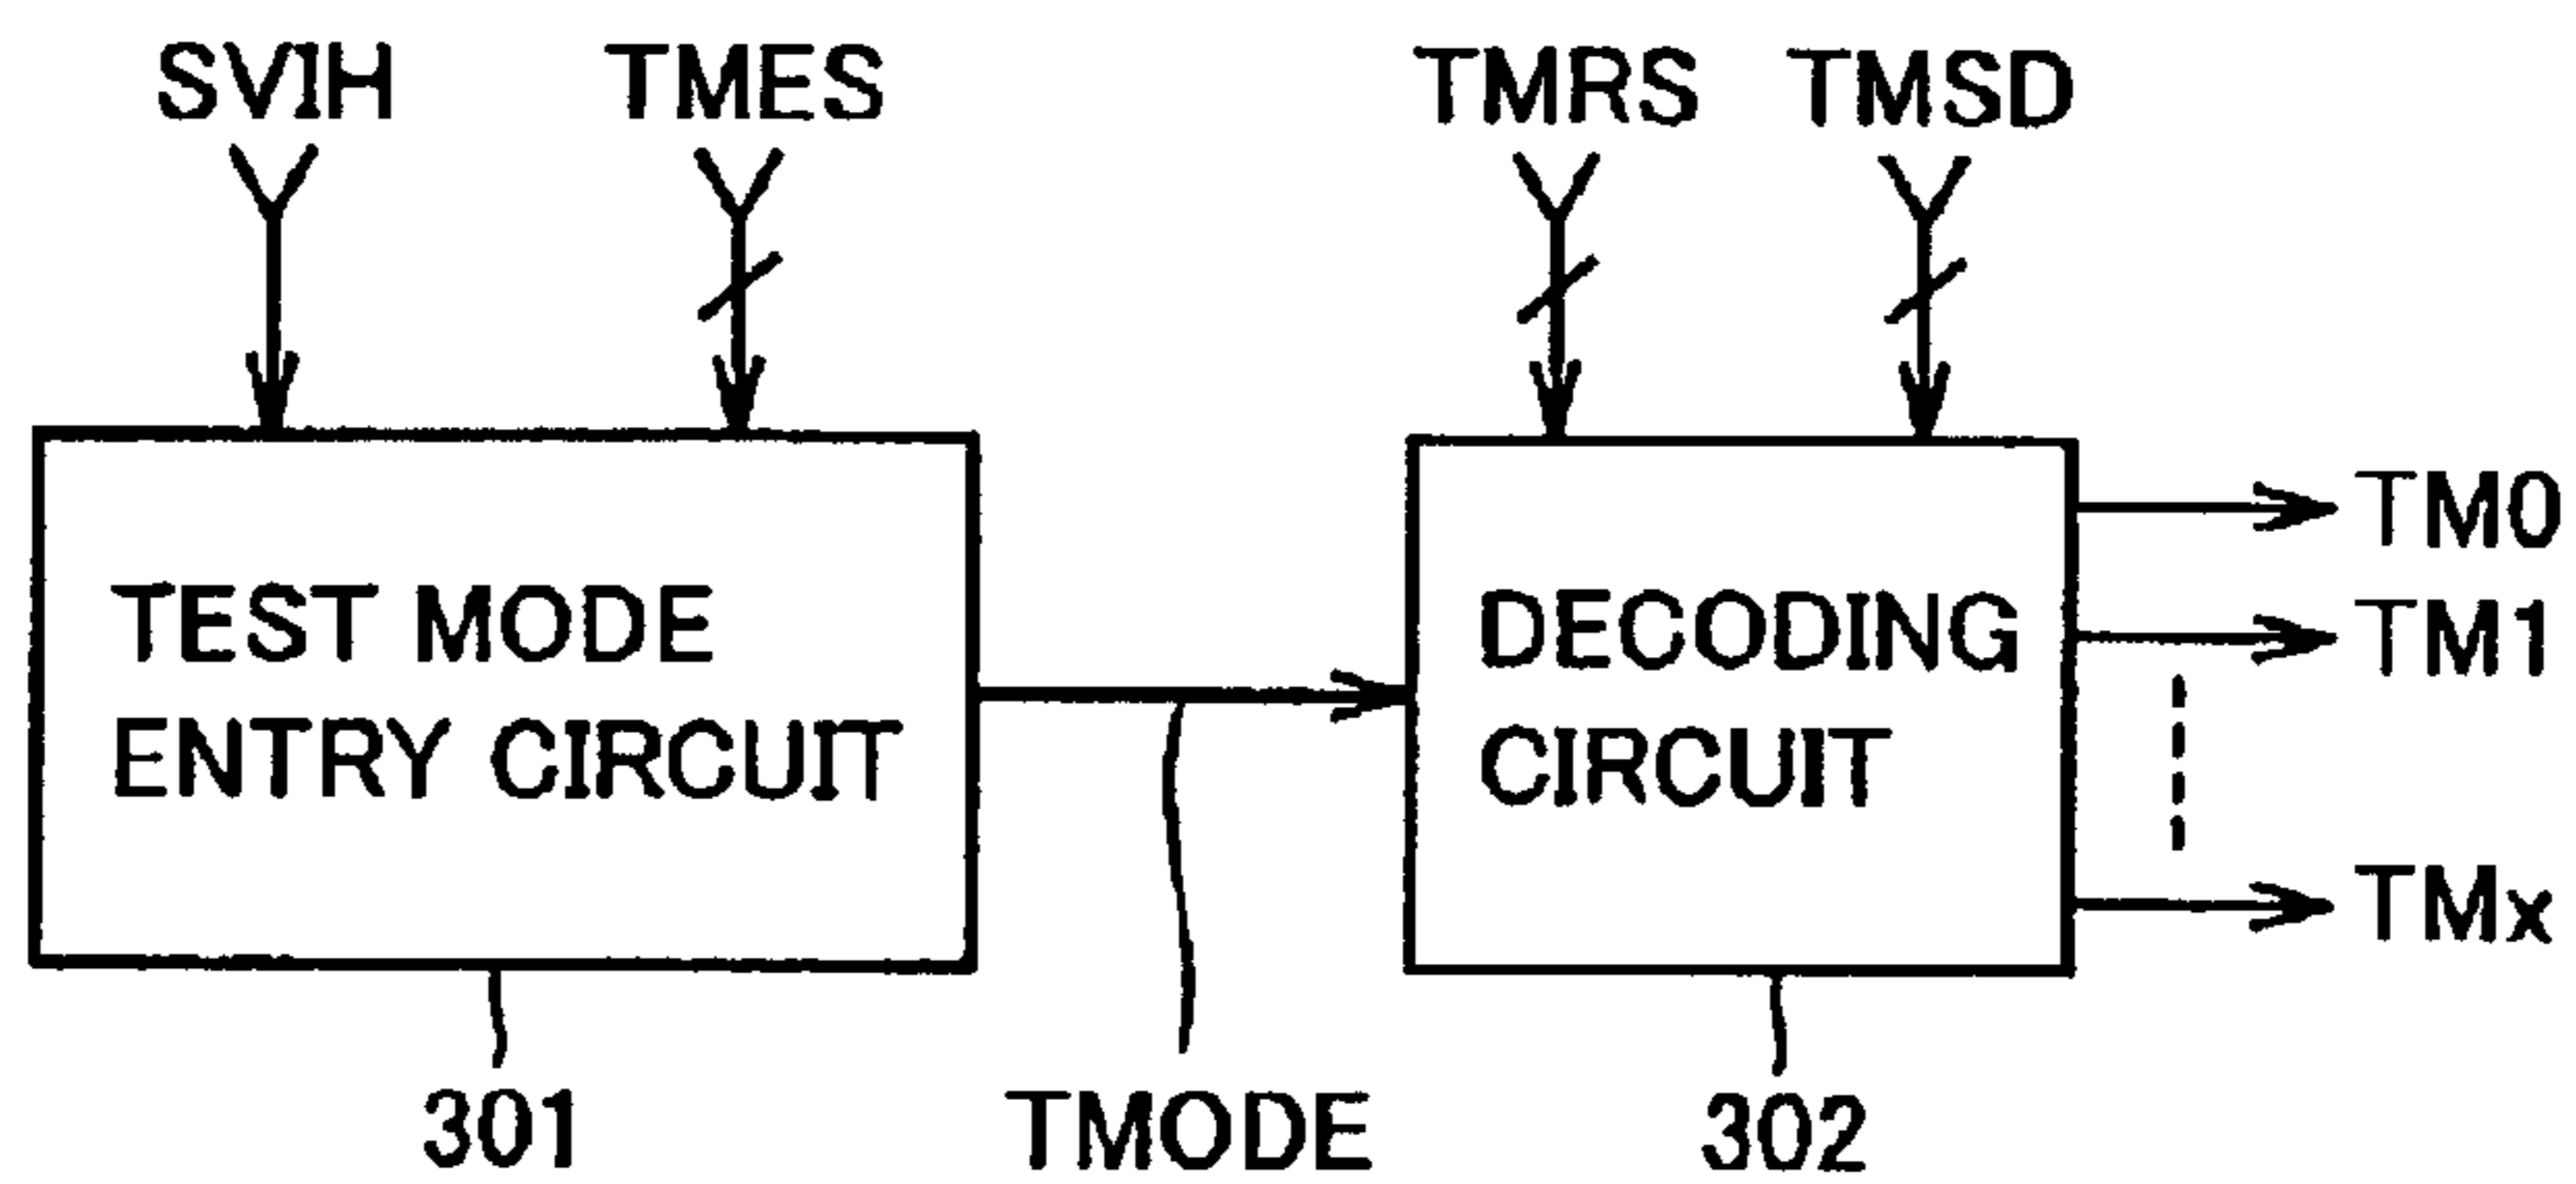 SVIH TMES TMRS TMSD
TM0
TEST MODE
ENTRY CIRCUIT
DECODING
CIRCUIT
TM1
TMx
301
TMODE
302